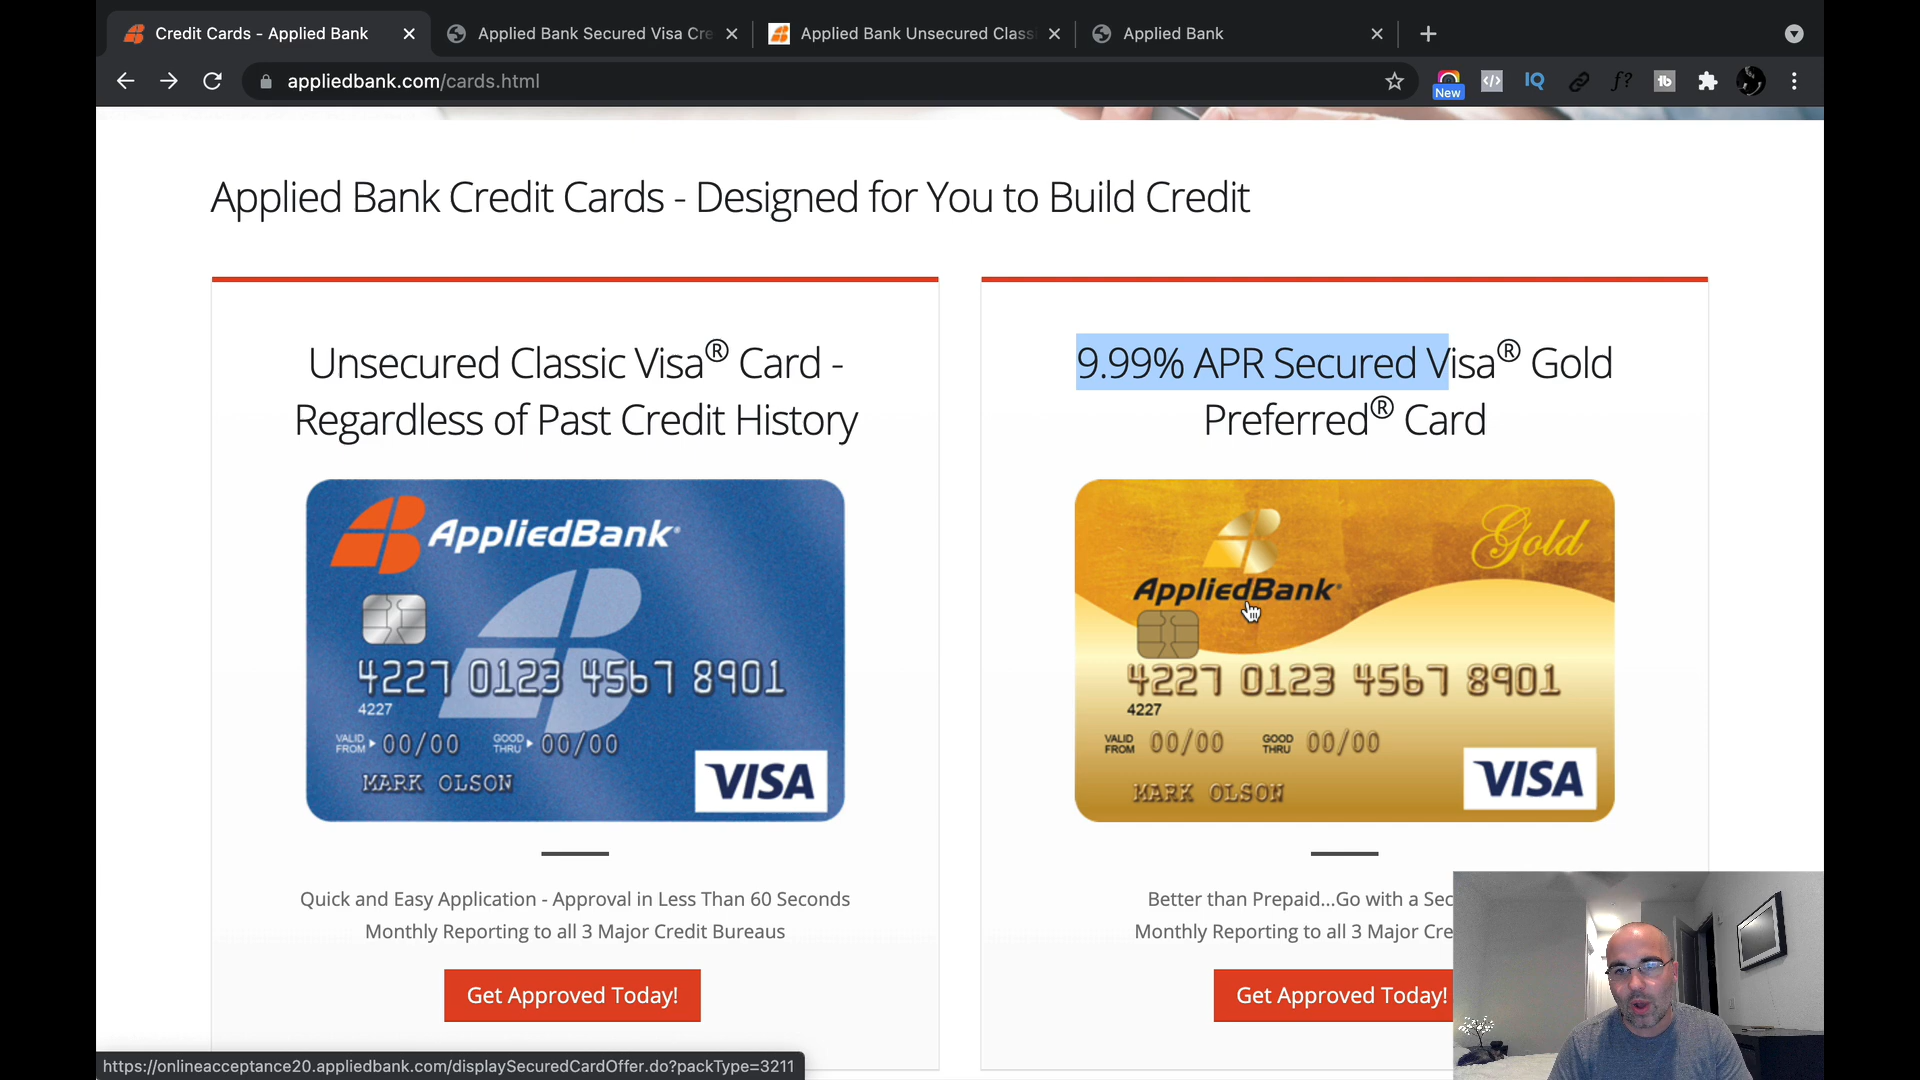 Credit Cards - Applied Bank
Applied Bank Secured Visa Cre
Applied Bank Unsecured Class
Applied Bank
appliedbank.com/cards.html
New
IQ
f?
tb
Applied Bank Credit Cards - Designed for You to Build Credit
Unsecured Classic Visa® Card -
Regardless of Past Credit History
AppliedBank
4227 0123 4567 8901
4227
VALID FROM 00/00 GOOD THRU 00/00
MARK OLSON
VISA
Quick and Easy Application - Approval in Less Than 60 Seconds
Monthly Reporting to all 3 Major Credit Bureaus
Get Approved Today!
9.99% APR Secured Visa® Gold
Preferred® Card
Gold
AppliedBank
4227 0123 4567 8901
4227
VALID FROM 00/00 GOOD THRU 00/00
MARK OLSON
VISA
Better than Prepaid...Go with a Sec
Monthly Reporting to all 3 Major Cre
Get Approved Today!
https://onlineacceptance20.appliedbank.com/displaySecuredCardOffer.do?packType=3211